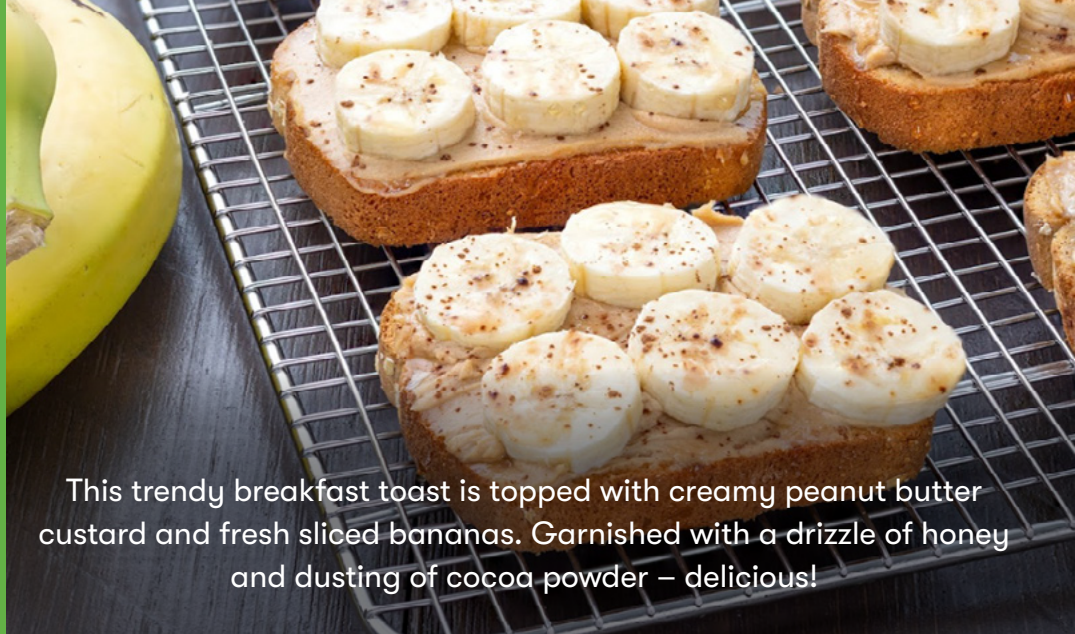 This trendy breakfast toast is topped with creamy peanut butter
custard and fresh sliced bananas. Garnished with a drizzle of honey
and dusting of cocoa powder – delicious!